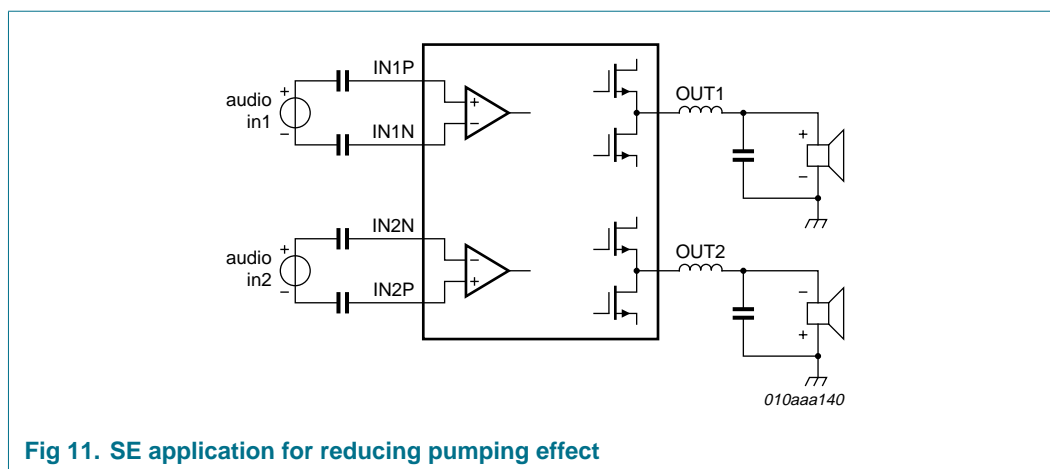 IN1P
audio
in1
+
−
IN1N
+
−
OUT1
+
−
IN2N
audio
in2
+
−
IN2P
−
+
OUT2
−
+
010aaa140
Fig 11. SE application for reducing pumping effect